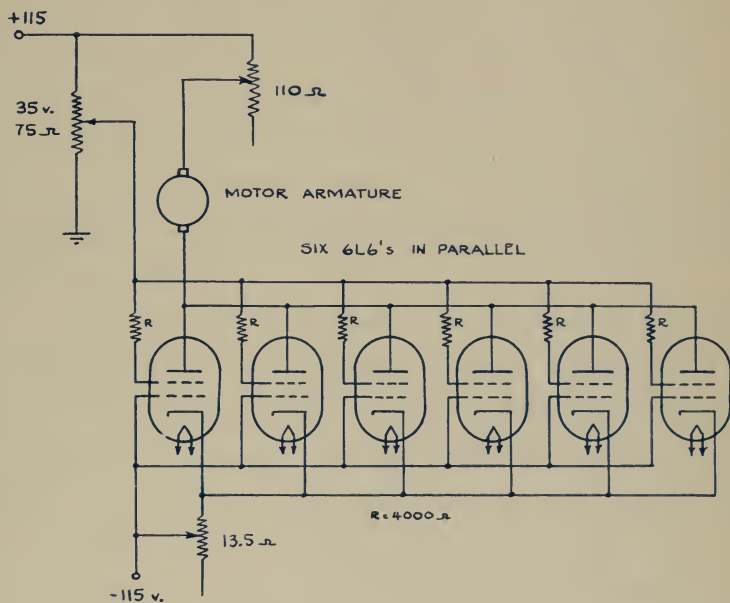 +115
110 Ω
35 v.
75 Ω
MOTOR ARMATURE
SIX 6L6's IN PARALLEL
R
R
R
R
R
R
R = 4000 Ω
13.5 Ω
-115 v.